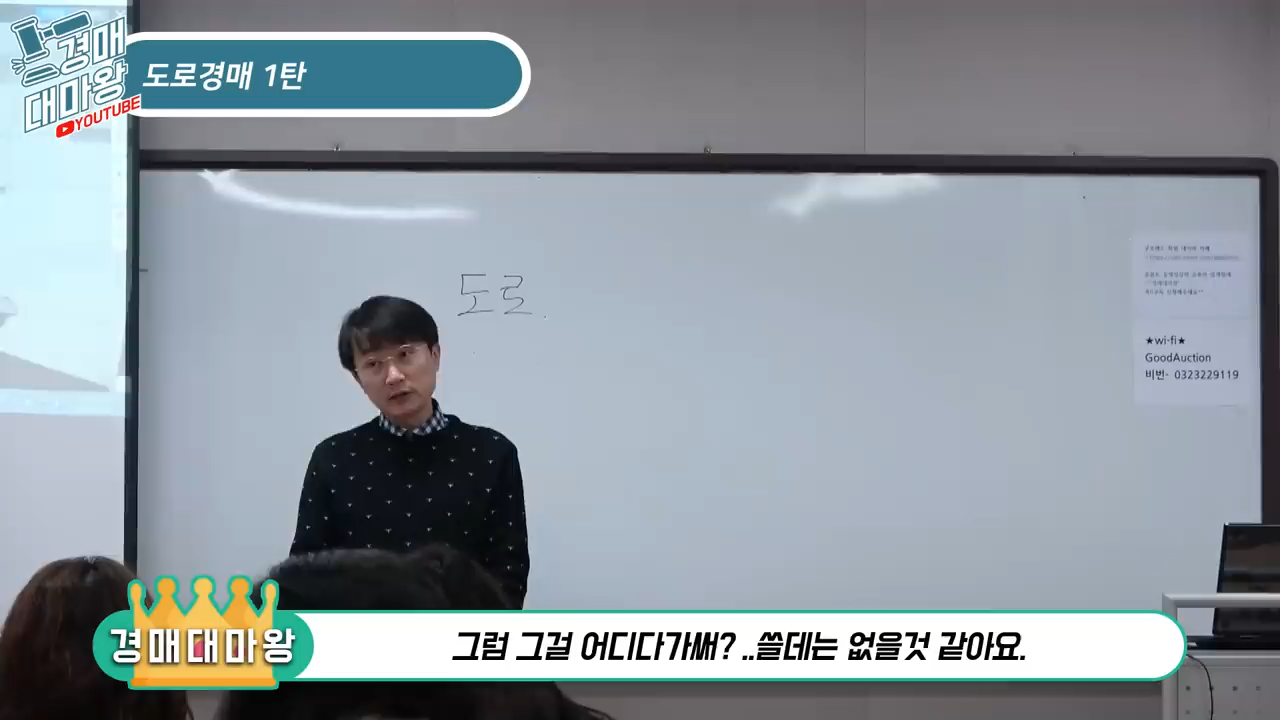 경매
대마왕
YOUTUBE
도로경매 1탄
도로
★wi-fi★
GoodAuction
비번- 0323229119
경매대마왕
그럼 그걸 어디다가써? ..쓸데는 없을것 같아요.